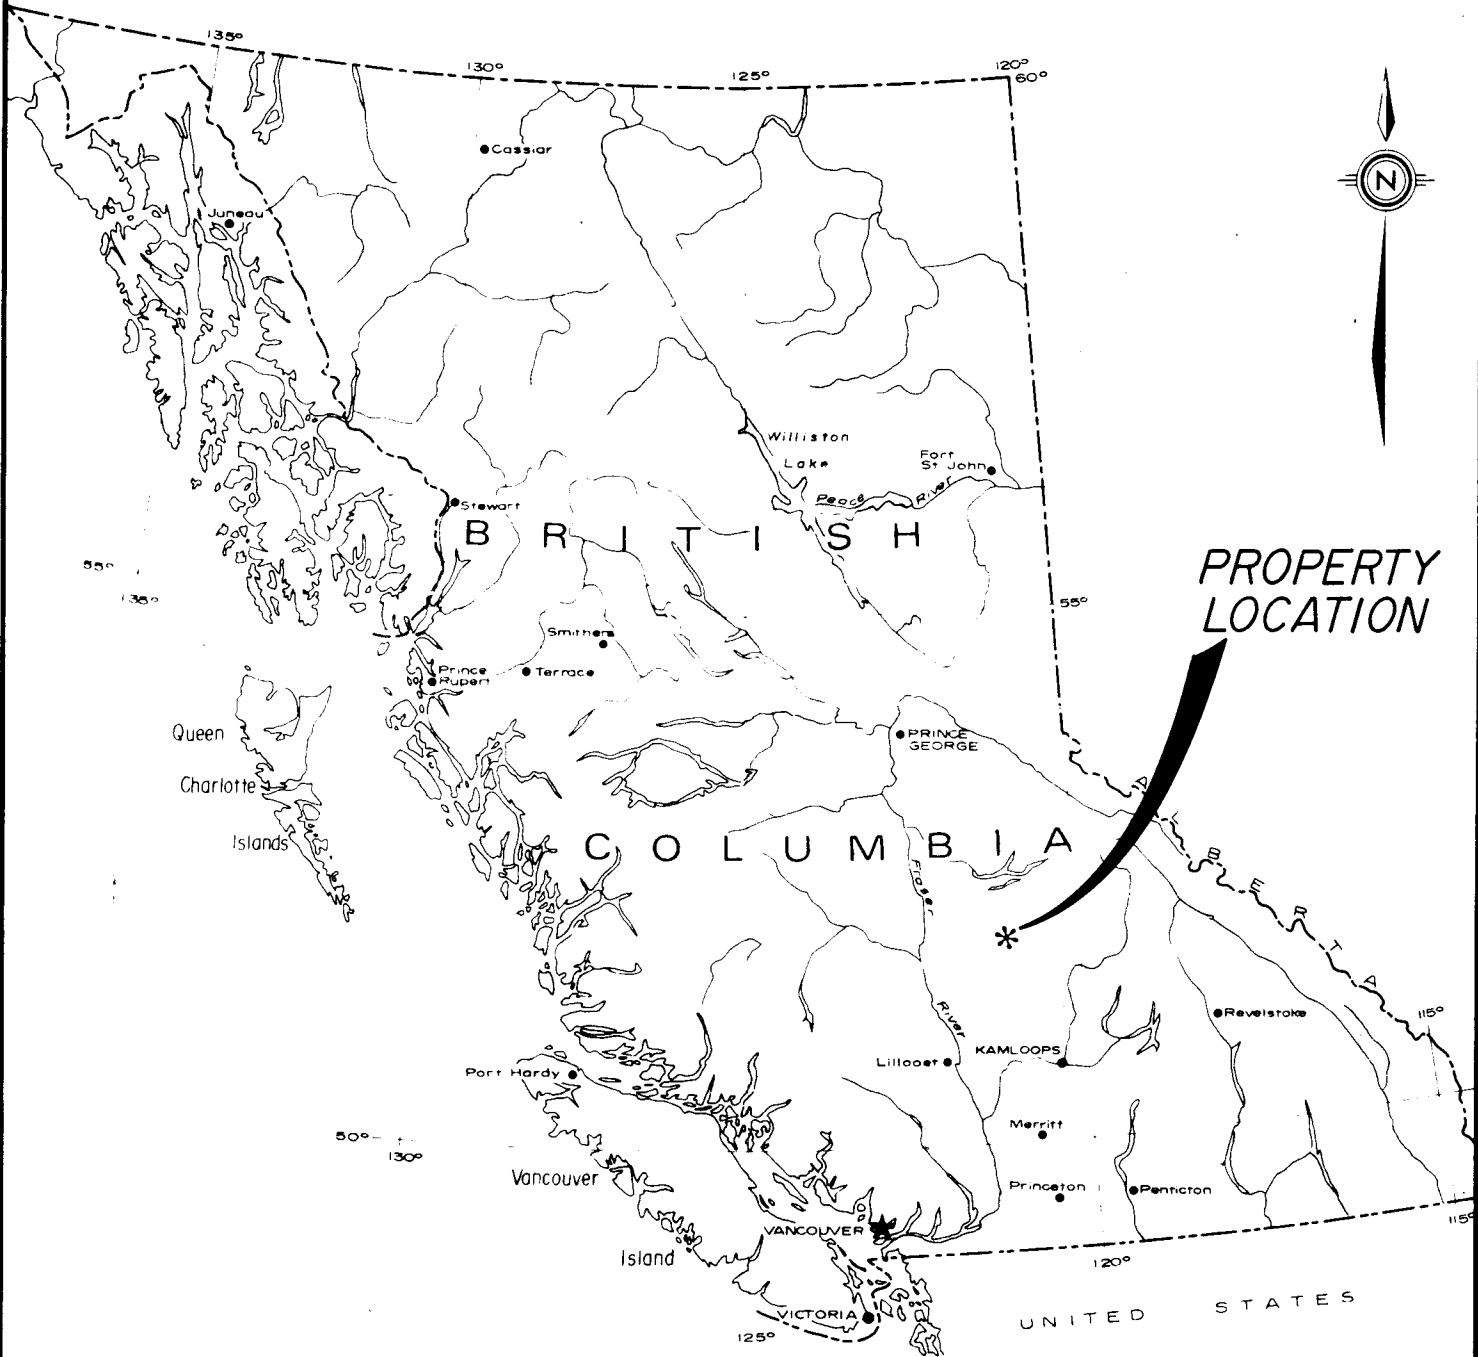 135°
130°
125°
120°
60°
Cassiar
N
Juneau
Williston
Lake
Fort
St John
Peace River
Stewart
BRITISH
PROPERTY
LOCATION
55°
135°
55°
Smithers
Prince
Rupert
Terrace
Queen
Charlotte
Islands
PRINCE
GEORGE
ALBERTA
COLUMBIA
Fraser
River
*
Revelstoke
115°
Lillooet
KAMLOOPS
Port Hardy
Merritt
50°
130°
Vancouver
Island
Princeton
Penticton
VANCOUVER
115°
120°
VICTORIA
125°
UNITED STATES